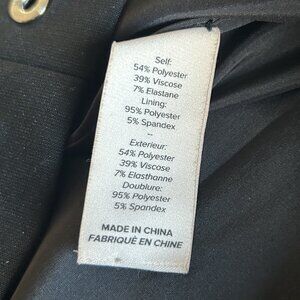 Self:
54% Polyester
39% Viscose
7% Elastane
Lining:
95% Polyester
5% Spandex
--
Exterieur:
54% Polyester
39% Viscose
7% Elasthanne
Doublure:
95% Polyester
5% Spandex
MADE IN CHINA
FABRIQUÉ EN CHINE